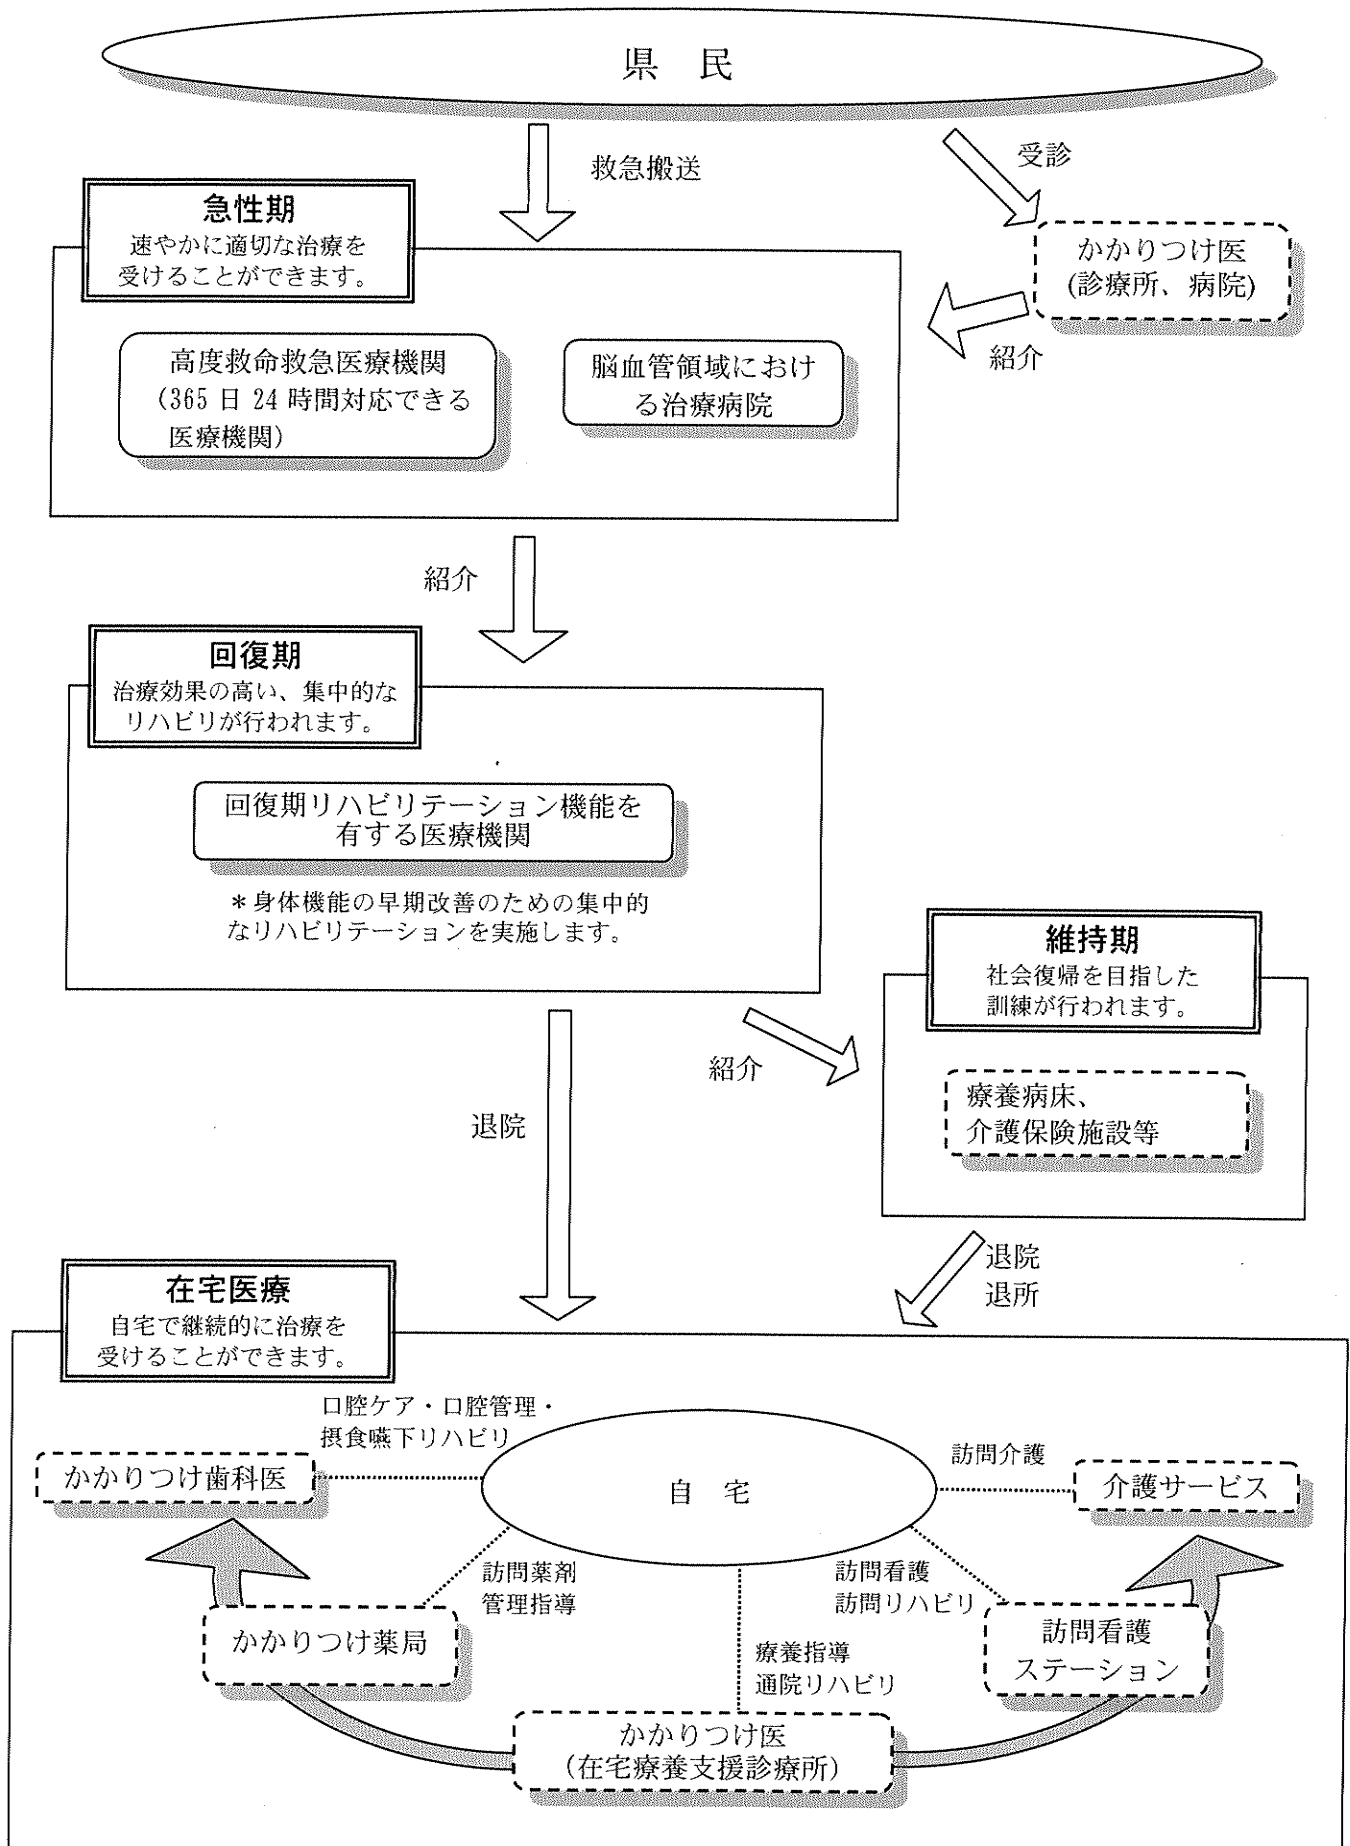 県　民
救急搬送
受診
急性期
速やかに適切な治療を
受けることができます。
かかりつけ医
(診療所、病院)
紹介
高度救命救急医療機関
（365 日 24 時間対応できる
医療機関）
脳血管領域におけ
る治療病院
紹介
回復期
治療効果の高い、集中的な
リハビリが行われます。
回復期リハビリテーション機能を
有する医療機関
＊身体機能の早期改善のための集中的
なリハビリテーションを実施します。
維持期
社会復帰を目指した
訓練が行われます。
紹介
療養病床、
介護保険施設等
退院
退院
退所
在宅医療
自宅で継続的に治療を
受けることができます。
口腔ケア・口腔管理・
摂食嚥下リハビリ
かかりつけ歯科医
自　宅
訪問介護
介護サービス
訪問薬剤
管理指導
訪問看護
訪問リハビリ
かかりつけ薬局
療養指導
通院リハビリ
訪問看護
ステーション
かかりつけ医
（在宅療養支援診療所）